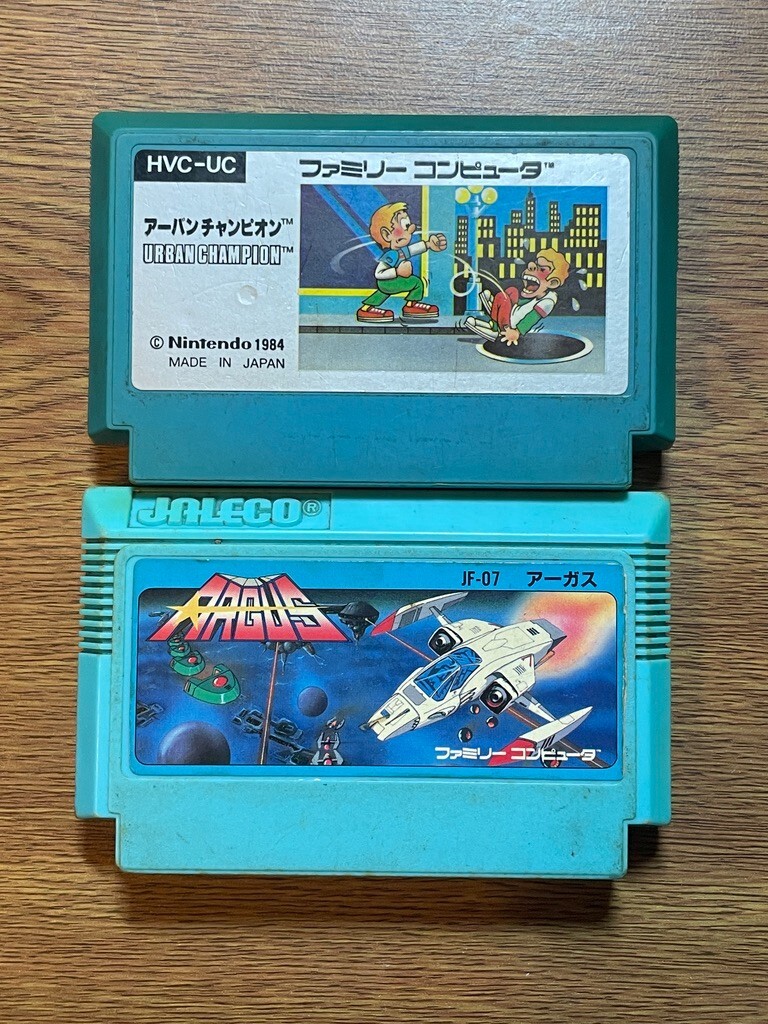 HVC-UC
ファミリー コンピュータ™
アーバンチャンピオン™
URBAN CHAMPION™
© Nintendo 1984
MADE IN JAPAN
JALECO®
JF-07 アーガス
ARGUS
ファミリー コンピュータ™